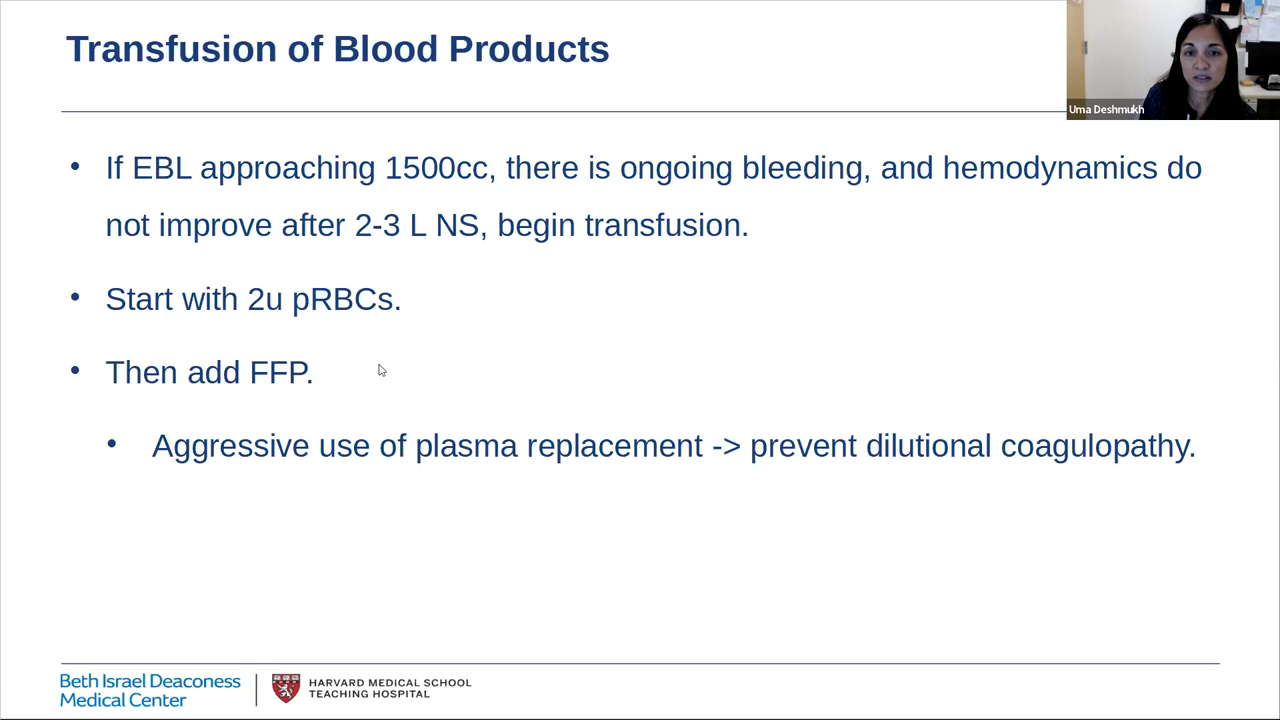 Transfusion of Blood Products
Uma Deshmukh
• If EBL approaching 1500cc, there is ongoing bleeding, and hemodynamics do
not improve after 2-3 L NS, begin transfusion.
• Start with 2u pRBCs.
• Then add FFP.
• Aggressive use of plasma replacement -> prevent dilutional coagulopathy.
Beth Israel Deaconess
Medical Center
HARVARD MEDICAL SCHOOL
TEACHING HOSPITAL